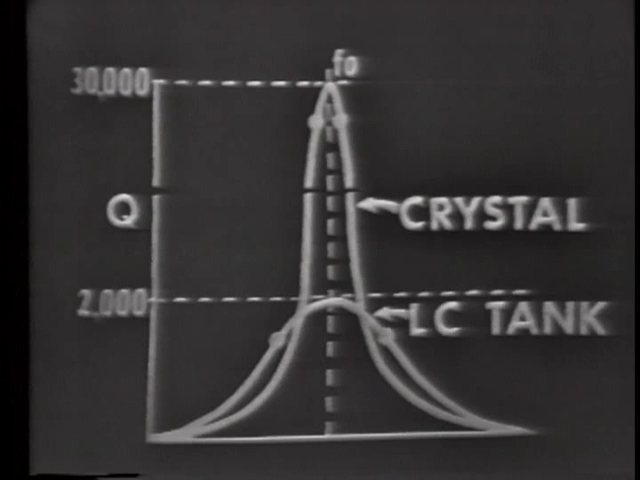 fo
30,000
Q
CRYSTAL
2,000
LC TANK